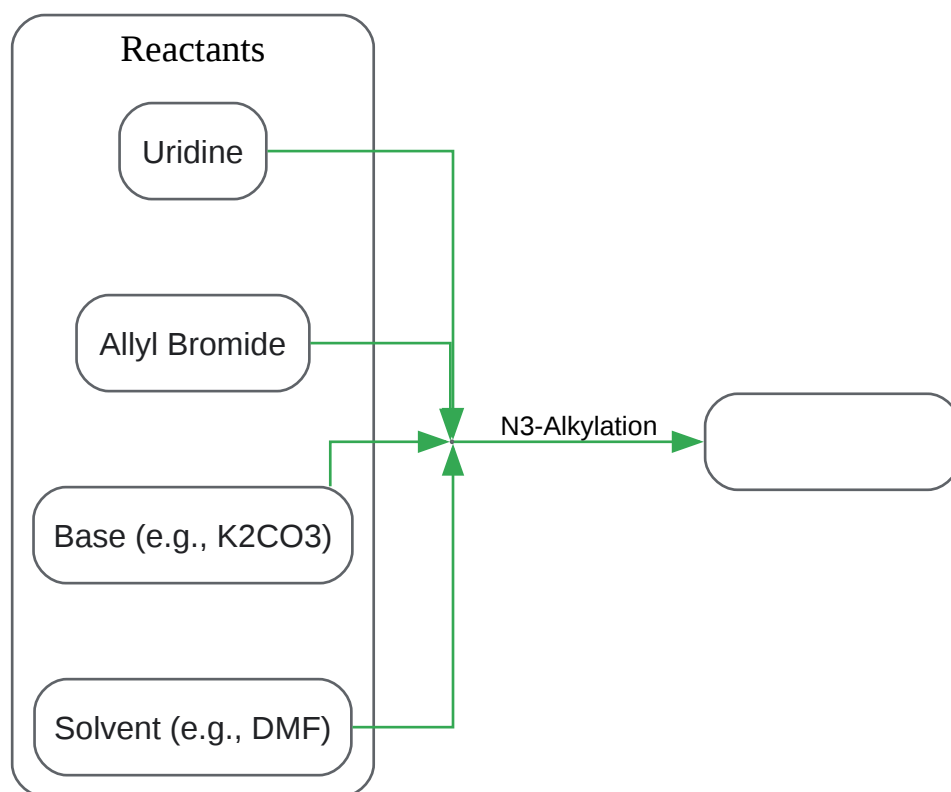 Reactants
Uridine
Allyl Bromide
N3-Alkylation
Base (e.g., K2CO3)
Solvent (e.g., DMF)